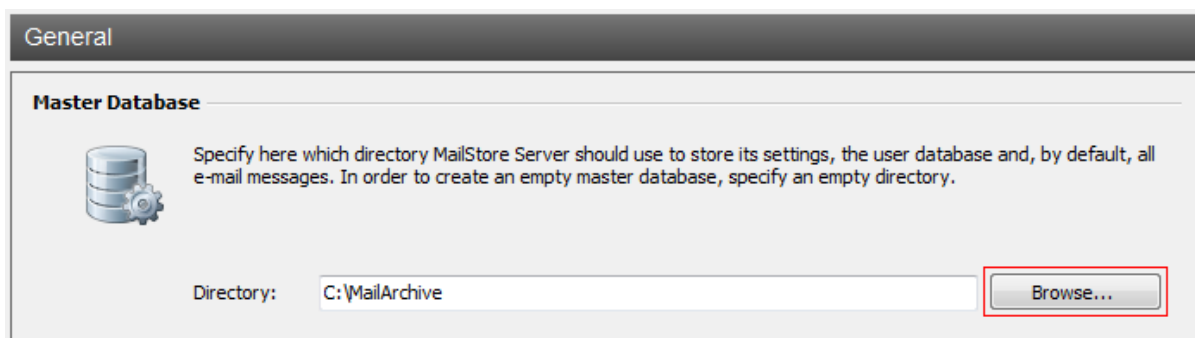 General
Master Database
Specify here which directory MailStore Server should use to store its settings, the user database and, by default, all
e-mail messages. In order to create an empty master database, specify an empty directory.
Directory: C:\MailArchive Browse...